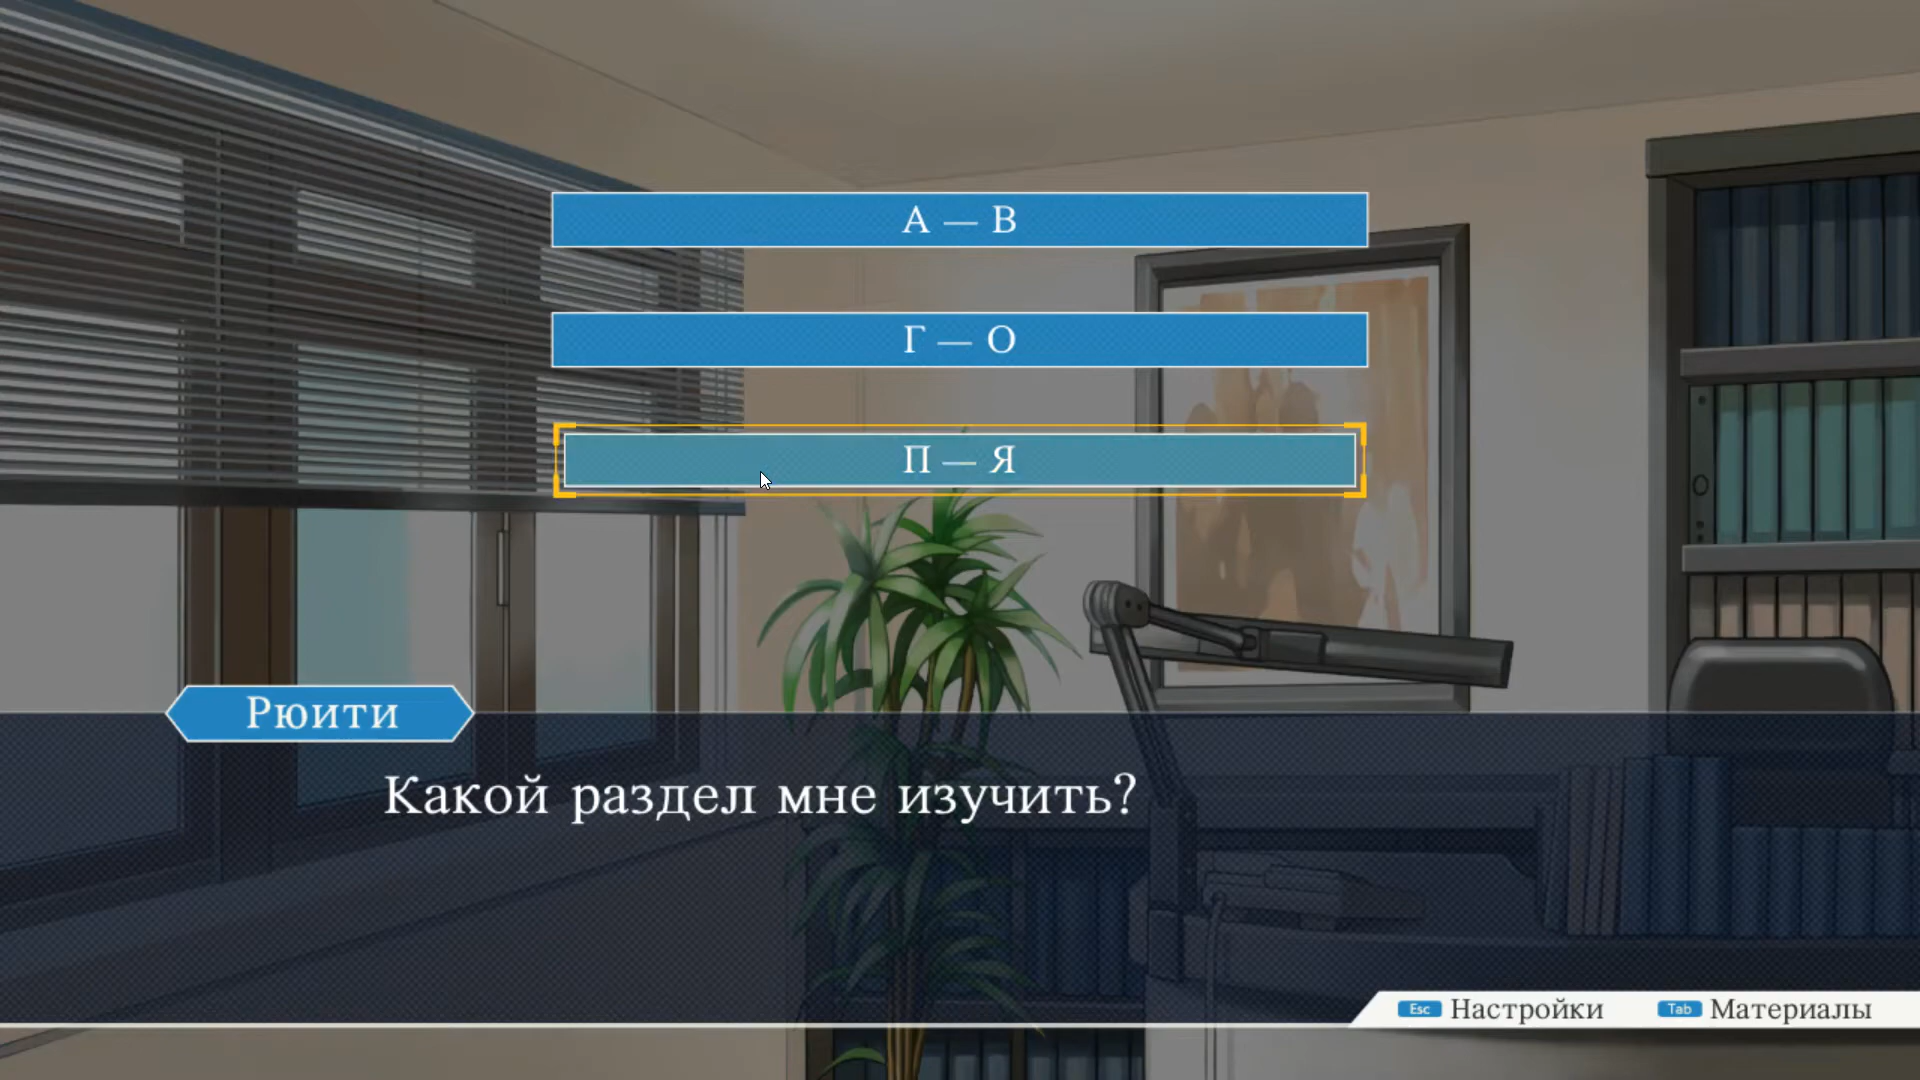 А — В
Г — О
П — Я
Рюити
Какой раздел мне изучить?
Esc Настройки Tab Материалы